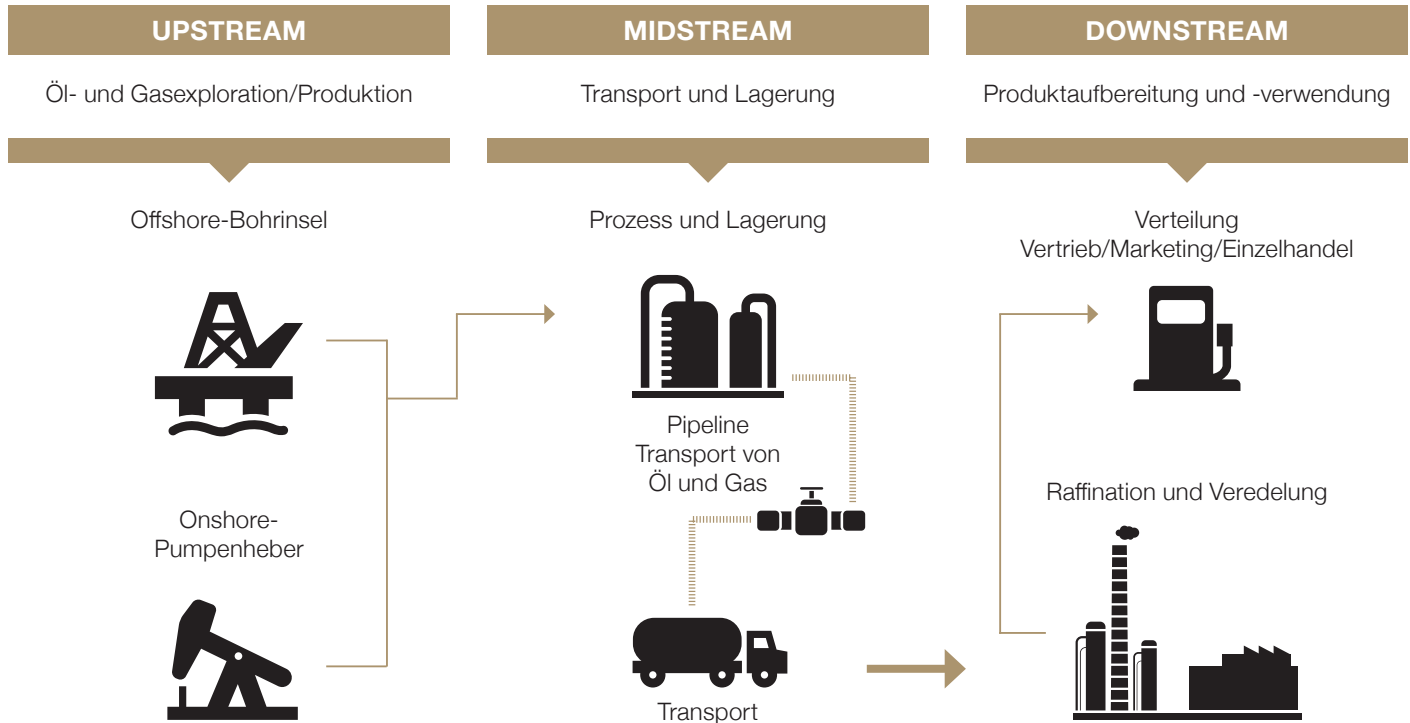 UPSTREAM
Öl- und Gasexploration/Produktion
Offshore-Bohrinsel
Onshore-
Pumpenheber
MIDSTREAM
Transport und Lagerung
Prozess und Lagerung
Pipeline
Transport von
Öl und Gas
Transport
DOWNSTREAM
Produktaufbereitung und -verwendung
Verteilung
Vertrieb/Marketing/Einzelhandel
Raffination und Veredelung